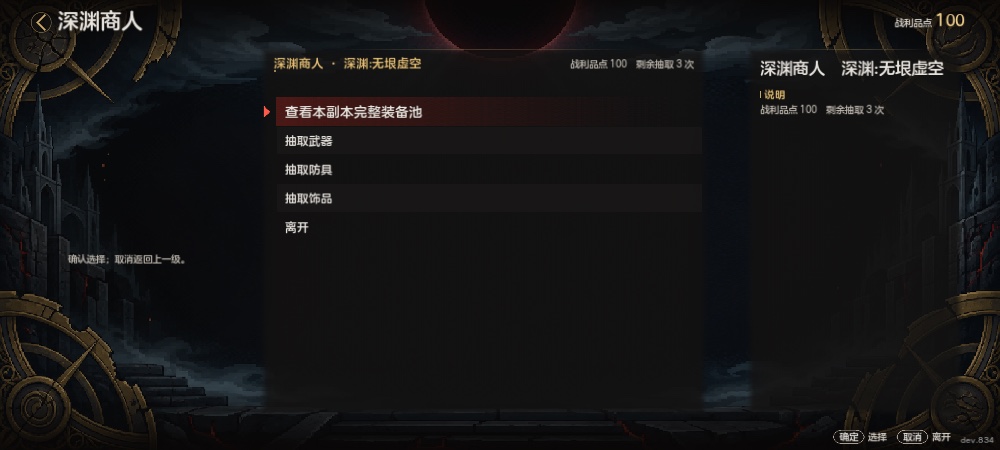 深渊商人
战利品点 100
深渊商人 · 深渊:无垠虚空
战利品点 100 剩余抽取 3 次
查看本副本完整装备池
抽取武器
抽取防具
抽取饰品
离开
确认选择；取消返回上一级。
深渊商人 深渊:无垠虚空
说明
战利品点 100 剩余抽取 3 次
确定 选择 取消 离开
dev.834